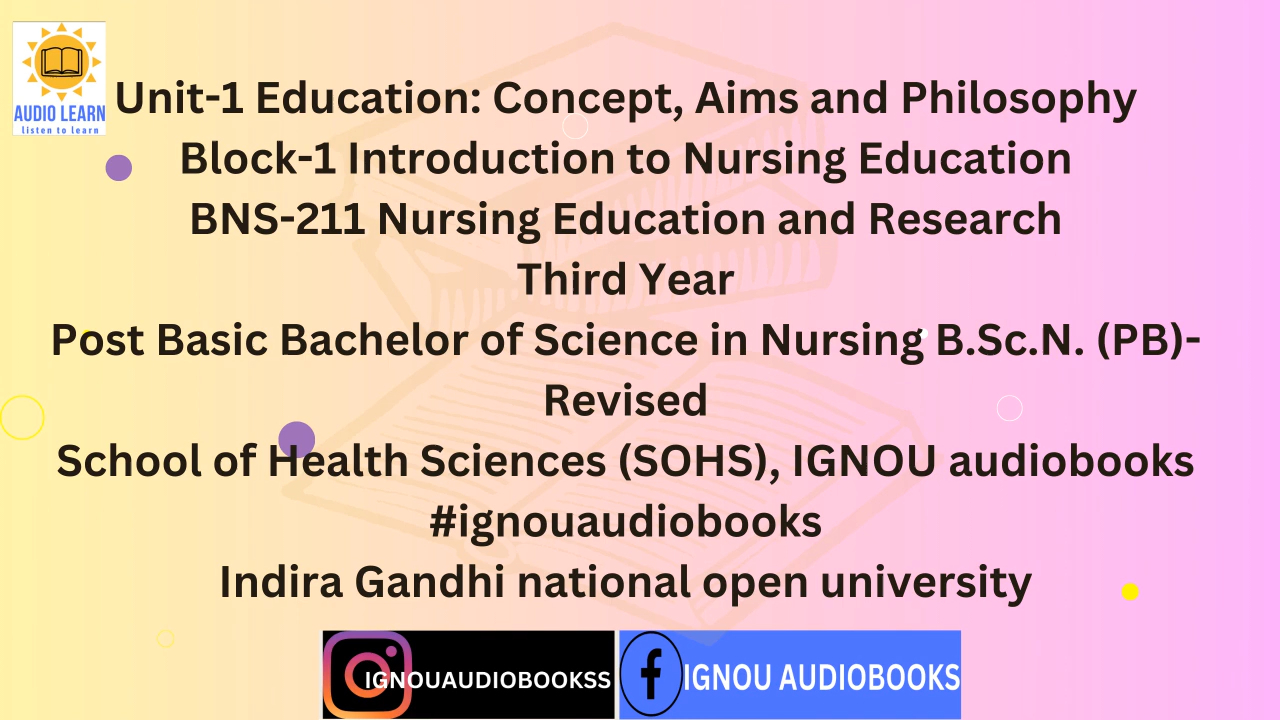 AUDIO LEARN
listen to learn
Unit-1 Education: Concept, Aims and Philosophy
Block-1 Introduction to Nursing Education
BNS-211 Nursing Education and Research
Third Year
Post Basic Bachelor of Science in Nursing B.Sc.N. (PB)-
Revised
School of Health Sciences (SOHS), IGNOU audiobooks
#ignouaudiobooks
Indira Gandhi national open university
IGNOUAUDIOBOOKSS
IGNOU AUDIOBOOKS